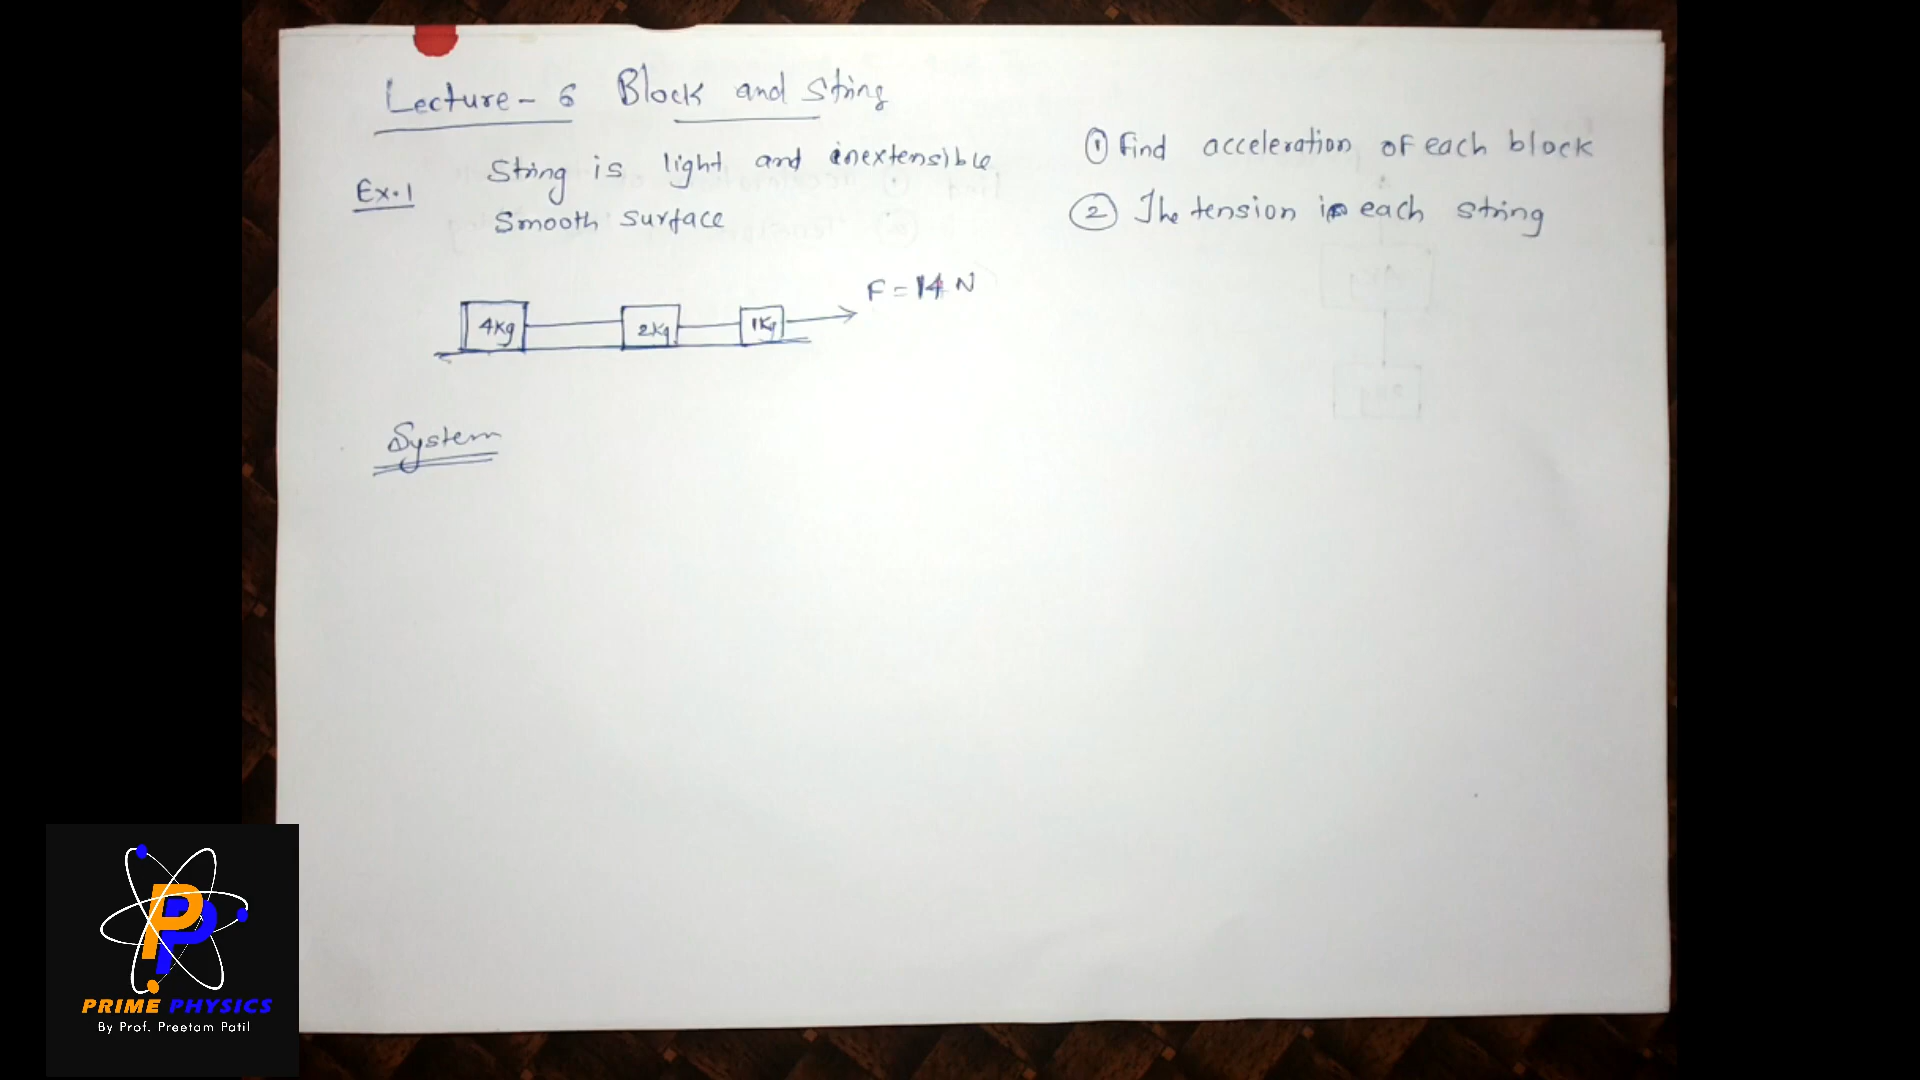 Lecture - 6 Block and String
Ex.1 String is light and inextensible
Smooth surface
① Find acceleration of each block
② The tension in each string
F = 14 N
4Kg 2Kg 1Kg
System
PRIME PHYSICS
By Prof. Preetam Patil